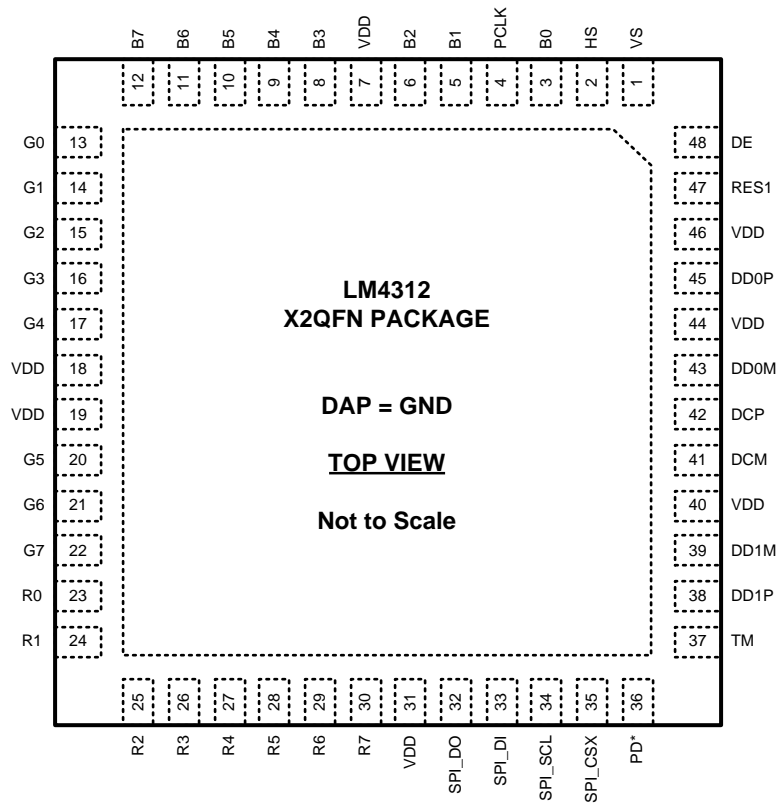 B7 B6 B5 B4 B3 VDD B2 B1 PCLK B0 HS VS
12 11 10 9 8 7 6 5 4 3 2 1
G0 13 48 DE
G1 14 47 RES1
G2 15 46 VDD
G3 16 45 DD0P
G4 17 44 VDD
VDD 18 43 DD0M
VDD 19 42 DCP
G5 20 41 DCM
G6 21 40 VDD
G7 22 39 DD1M
R0 23 38 DD1P
R1 24 37 TM
LM4312
X2QFN PACKAGE
DAP = GND
TOP VIEW
Not to Scale
25 26 27 28 29 30 31 32 33 34 35 36
R2 R3 R4 R5 R6 R7 VDD SPI_DO SPI_DI SPI_SCL SPI_CSX PD*